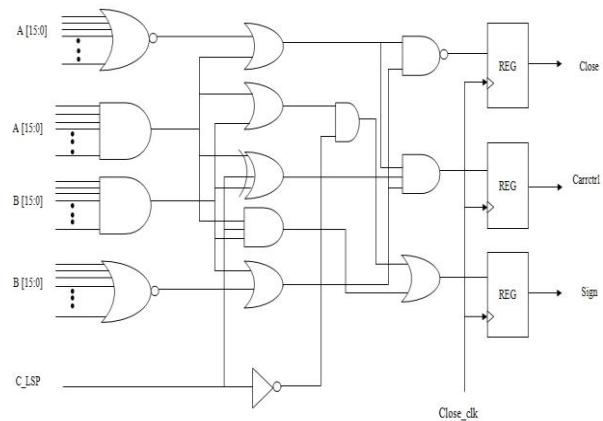 A [15:0]
REG
Close
A [15:0]
B [15:0]
REG
Carrctrl
B [15:0]
REG
Sign
C_LSP
Close_clk